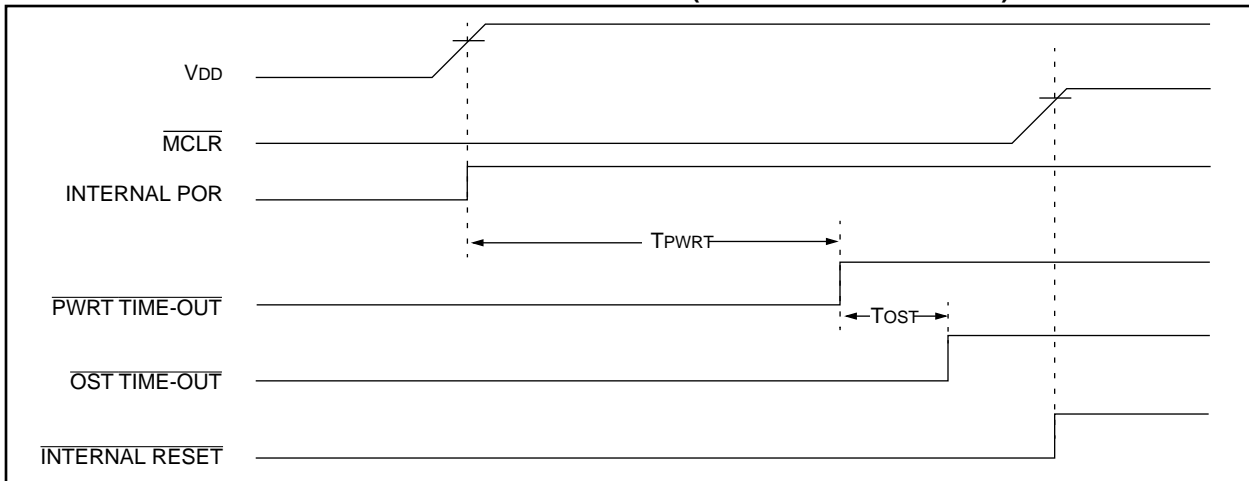 VDD
MCLR
INTERNAL POR
TPWRT
PWRT TIME-OUT
TOST
OST TIME-OUT
INTERNAL RESET